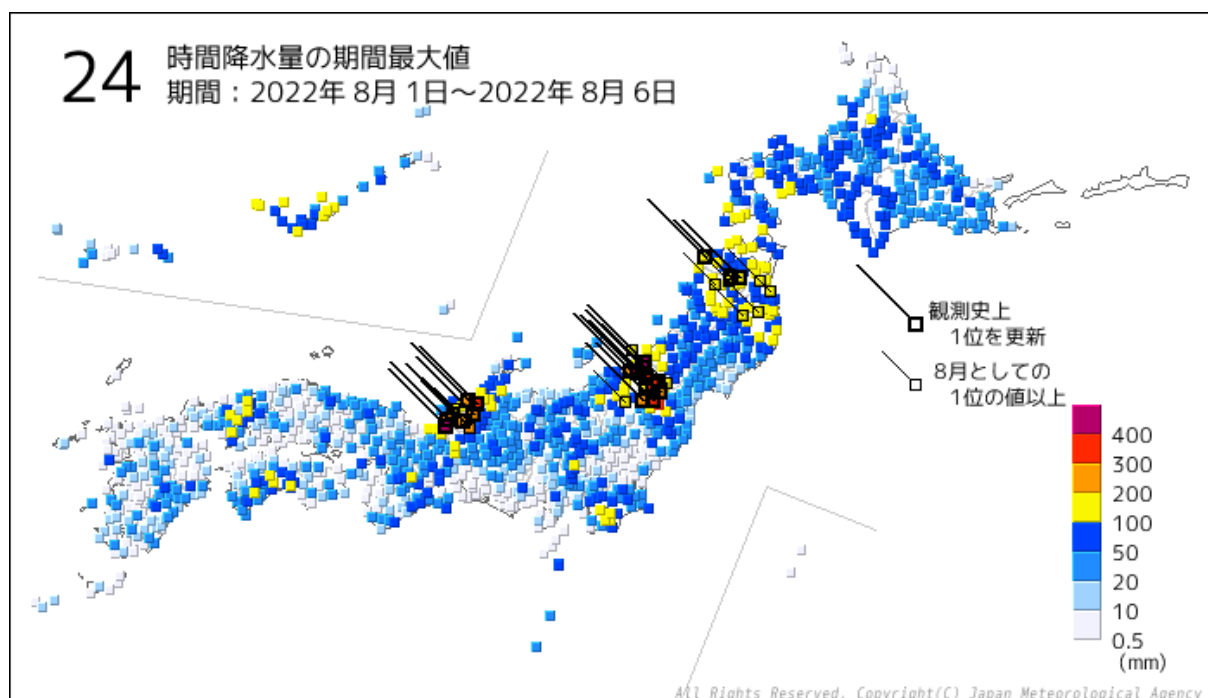 24 時間降水量の期間最大値
期間：2022年 8月 1日～2022年 8月 6日
観測史上
1位を更新
8月としての
1位の値以上
400
300
200
100
50
20
10
0.5
(mm)
All Rights Reserved. Copyright(C) Japan Meteorological Agency